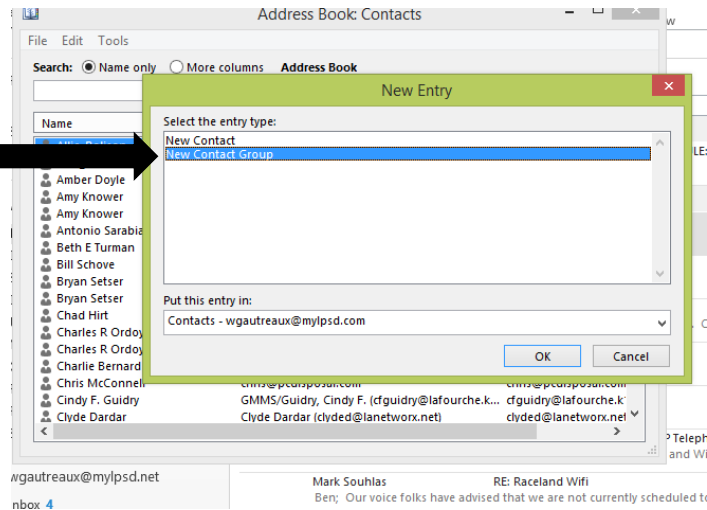 Address Book: Contacts
w
File Edit Tools
Search: Name only More columns Address Book
New Entry
Name
Select the entry type:
New Contact
New Contact Group
LE:
Amber Doyle
Amy Knower
Amy Knower
Antonio Sarabia
Beth E Turman
Bill Schove
Bryan Setser
Bryan Setser
Put this entry in:
Chad Hirt
Contacts - wgautreaux@mylpsd.com
Charles R Ordoy
Charles R Ordoy
OK Cancel
Charlie Bernard
Chris McConnell
Cindy F. Guidry GMMS/Guidry, Cindy F. (cfguidry@lafourche.k... cfguidry@lafourche.k
Clyde Dardar Clyde Dardar (clyded@lanetworx.net) clyded@lanetworx.net
P Teleph
and Wi
wgautreaux@mylpsd.net
Mark Souhlas RE: Raceland Wifi
Ben; Our voice folks have advised that we are not currently scheduled to
nbox 4